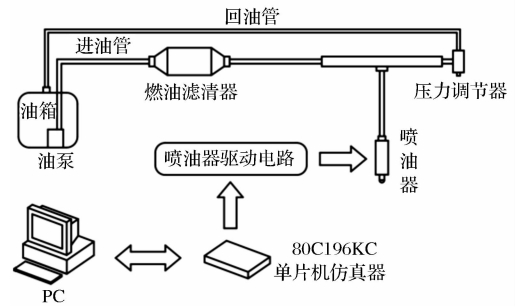 回油管
进油管
燃油滤清器
压力调节器
油箱
油泵
喷油器
喷油器驱动电路
80C196KC
单片机仿真器
PC